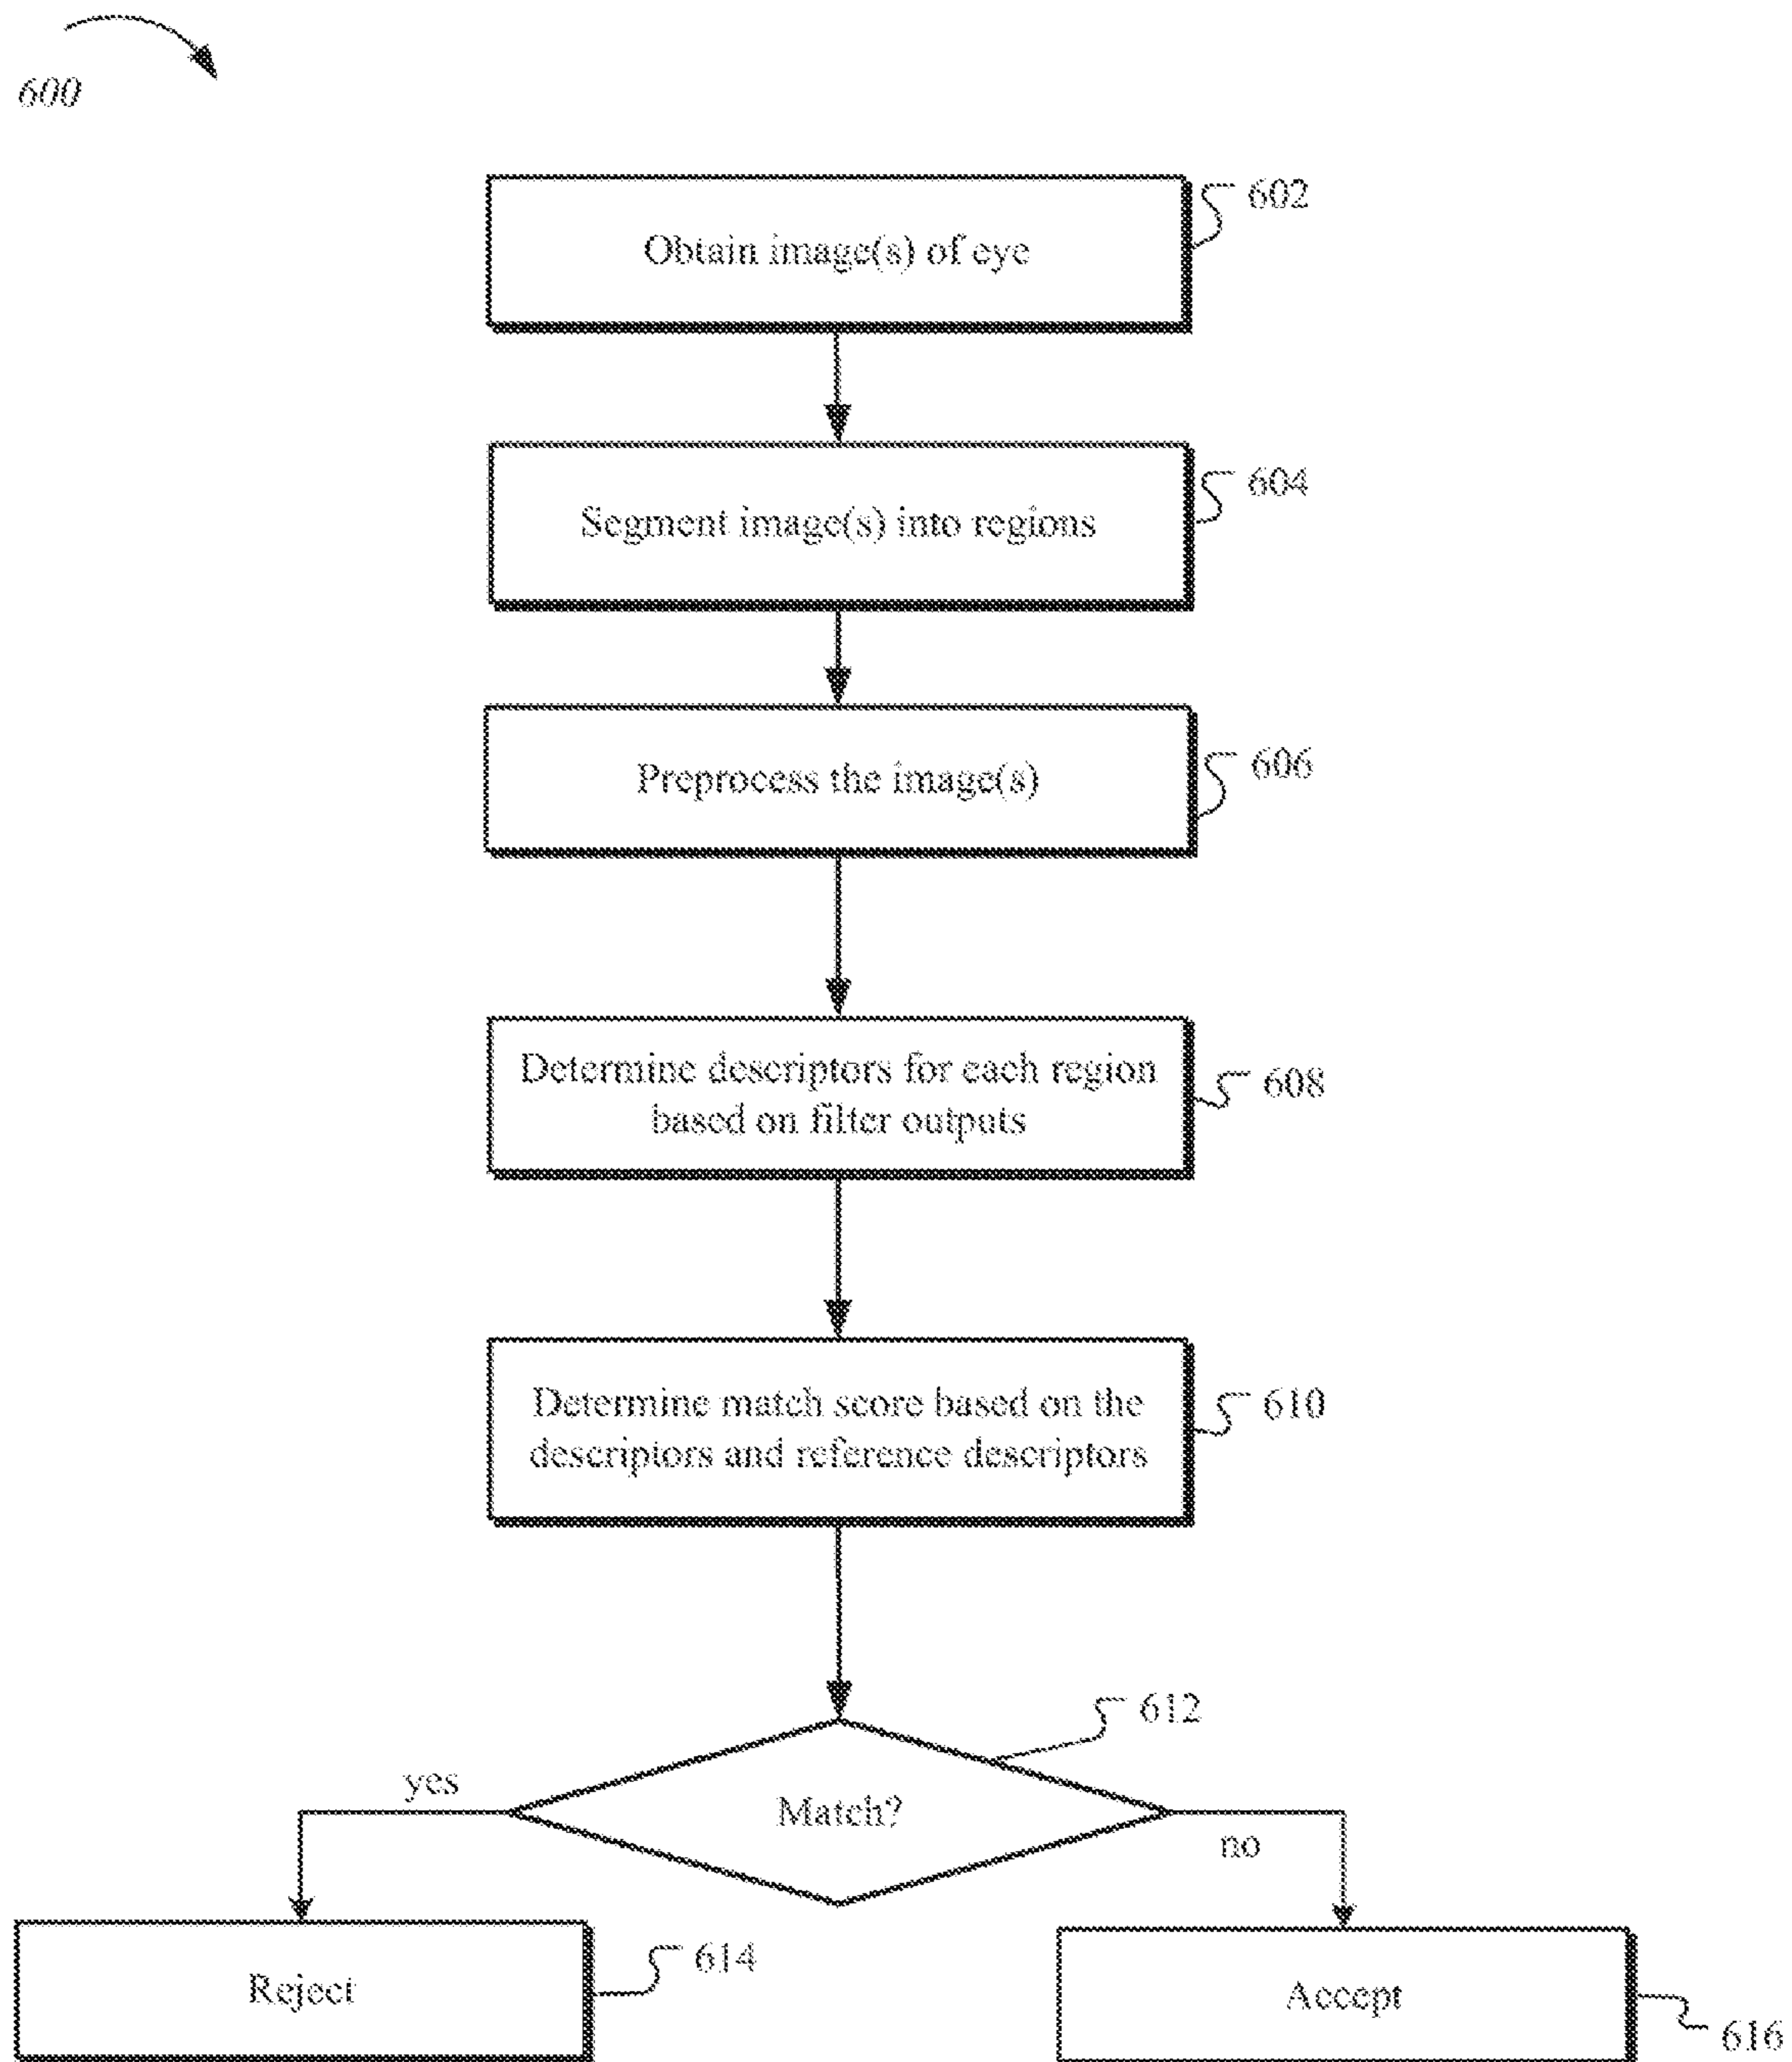 600
602
Obtain image(s) of eye
604
Segment image(s) into regions
606
Preprocess the image(s)
Determine descriptors for each region
608
based on filter outputs
Determine match score based on the
610
descriptors and reference descriptors
612
yes
Match?
no
614
Reject
Accept
616